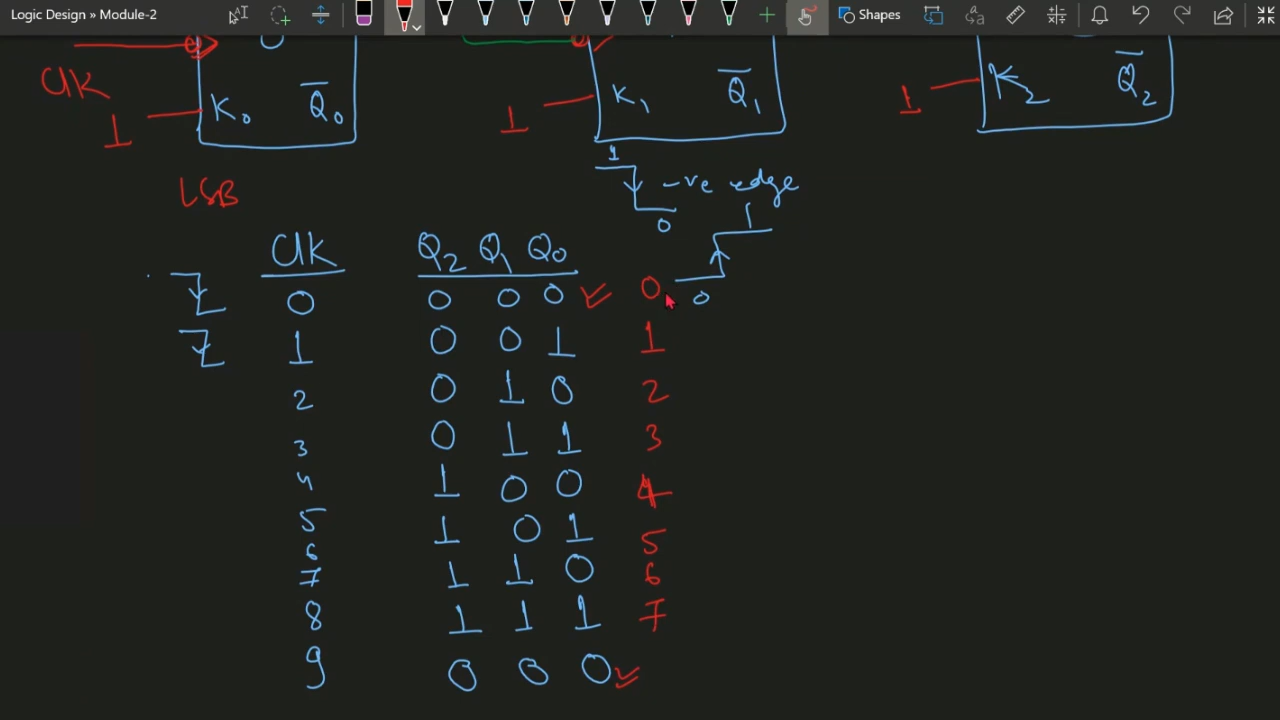 Logic Design » Module-2
Shapes
Clk
1 K₀ Q̅₀
1 K₁ Q̅₁
1 K₂ Q̅₂
LSB
1
-ve edge
0
1
0
Clk Q₂ Q₁ Q₀
0 0 0 0 0
1 0 0 1 1
2 0 1 0 2
3 0 1 1 3
4 1 0 0 4
5 1 0 1 5
6
7 1 1 0 6
8 1 1 1 7
9 0 0 0